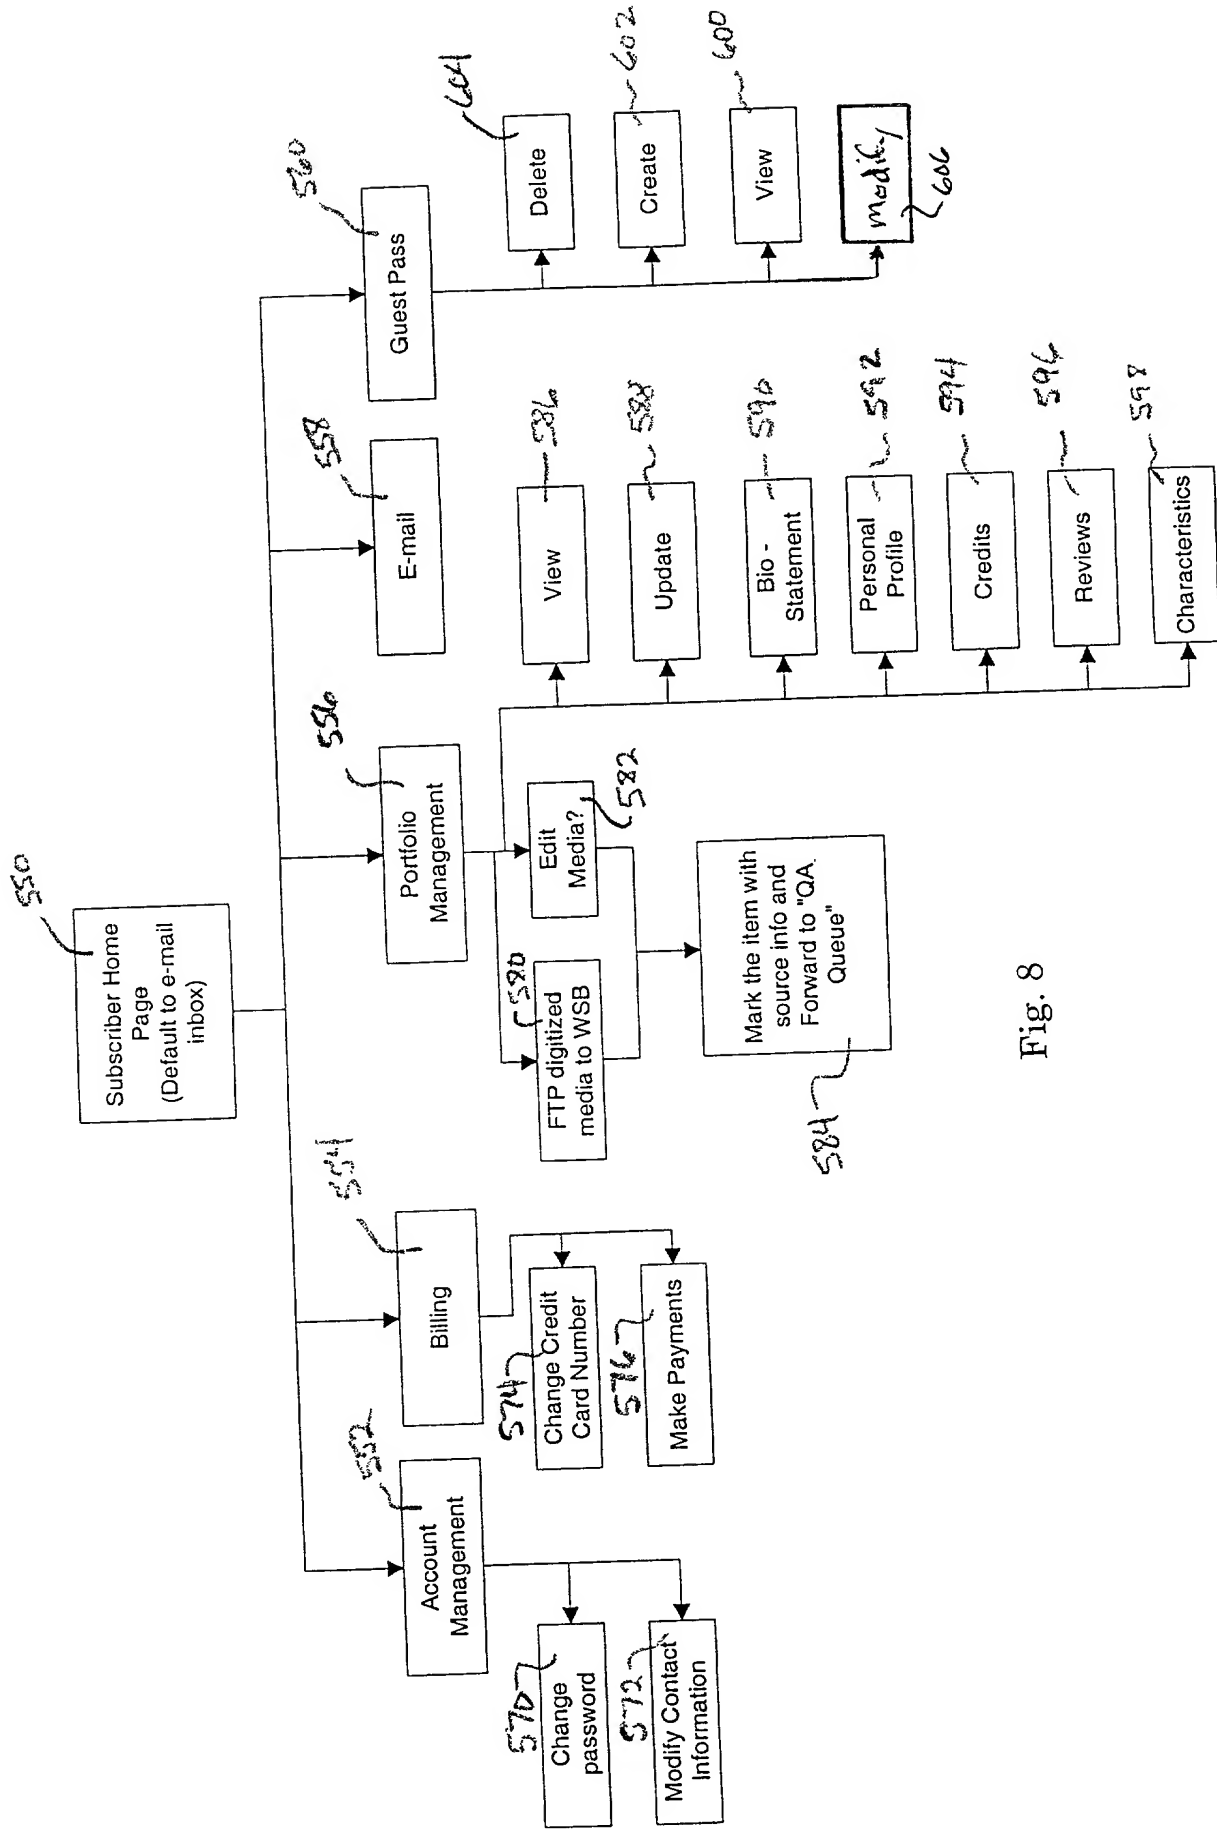 550
Subscriber Home
Page
(Default to e-mail
inbox)
552
Account
Management
554
Billing
556
Portfolio
Management
558
E-mail
560
Guest Pass
570
Change
password
572
Modify Contact
Information
574
Change Credit
Card Number
576
Make Payments
580
FTP digitized
media to WSB
582
Edit
Media?
584
Mark the item with
source info and
Forward to "QA
Queue"
View
586
Update
588
Bio -
Statement
590
Personal
Profile
592
Credits
594
Reviews
596
Characteristics
598
Delete
604
Create
602
View
600
Modify
606
Fig. 8